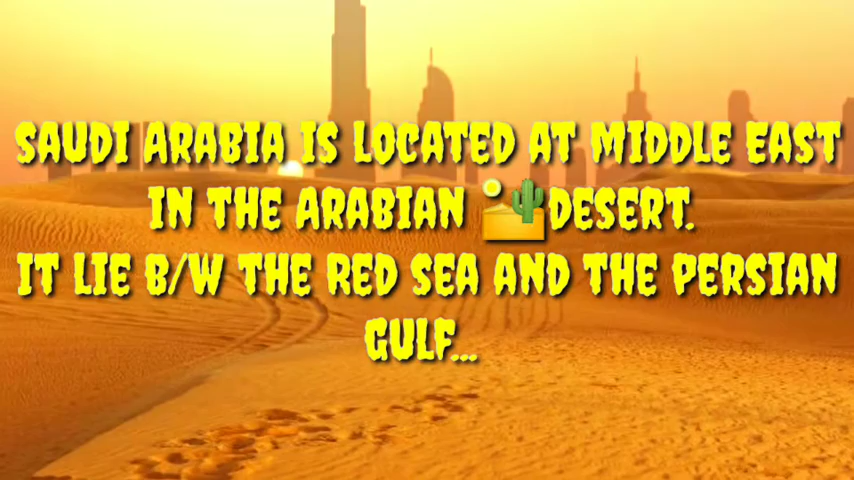 SAUDI ARABIA IS LOCATED AT MIDDLE EAST
IN THE ARABIAN 🏜️DESERT.
IT LIE B/W THE RED SEA AND THE PERSIAN
GULF...